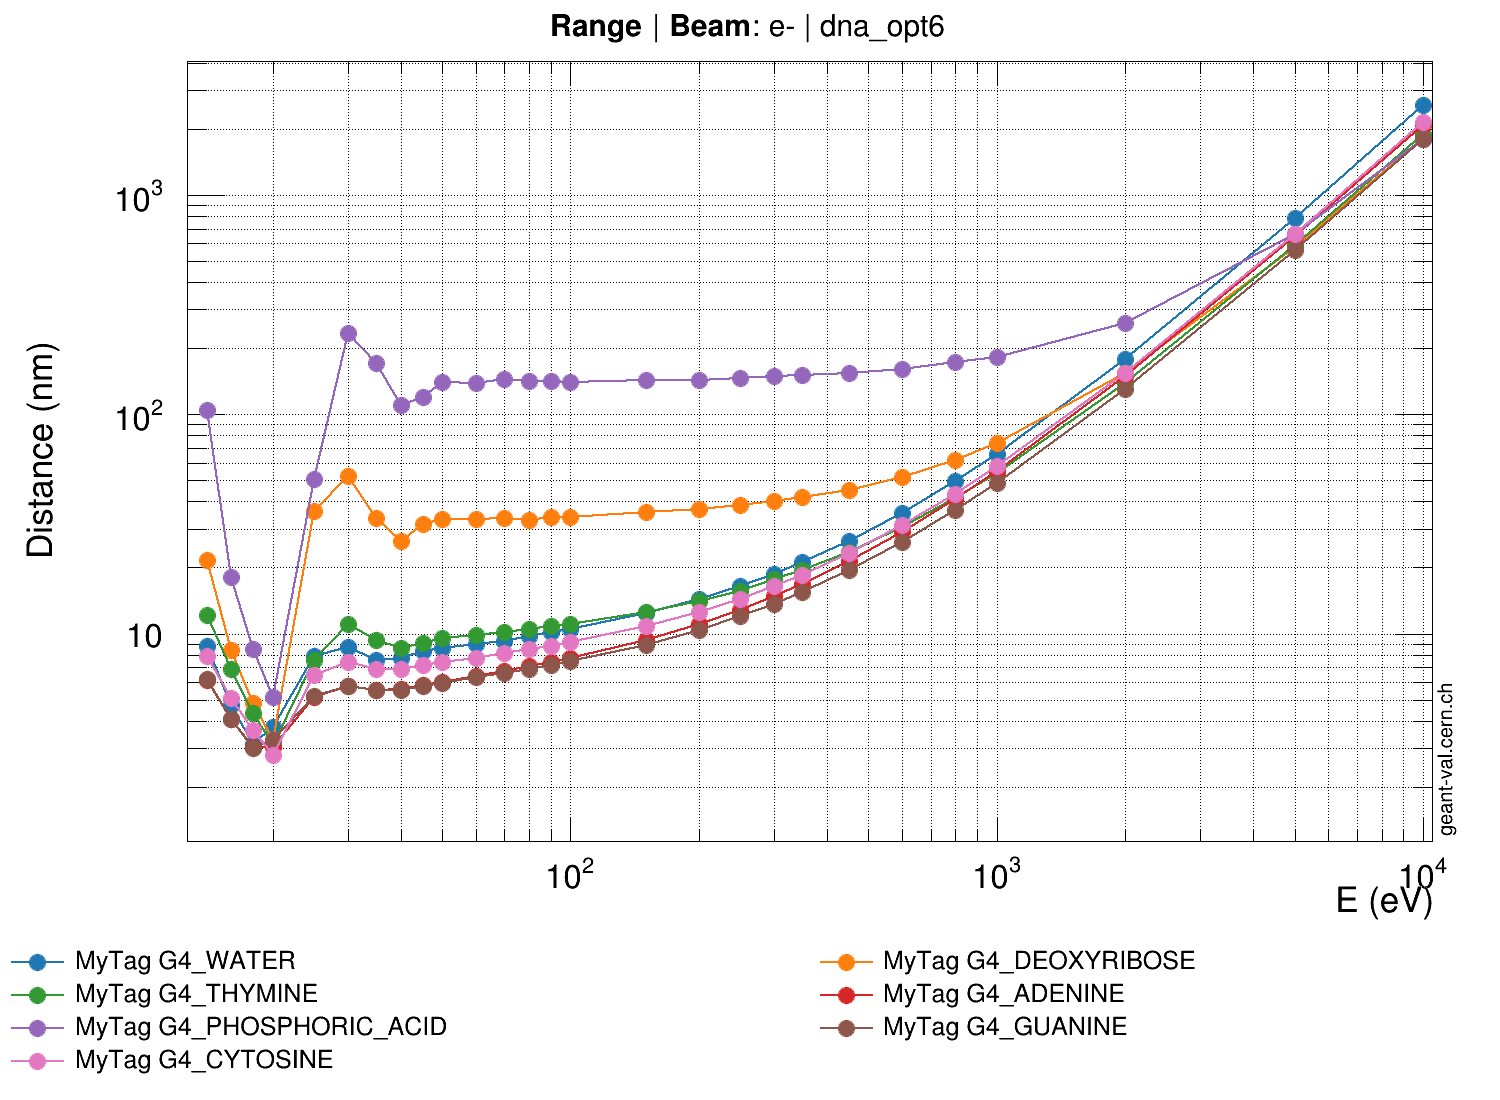 Range | Beam: e- | dna_opt6
Distance (nm)
10³
10²
10
10²
10³
10⁴
E (eV)
geant-val.cern.ch
MyTag G4_WATER
MyTag G4_DEOXYRIBOSE
MyTag G4_THYMINE
MyTag G4_ADENINE
MyTag G4_PHOSPHORIC_ACID
MyTag G4_GUANINE
MyTag G4_CYTOSINE